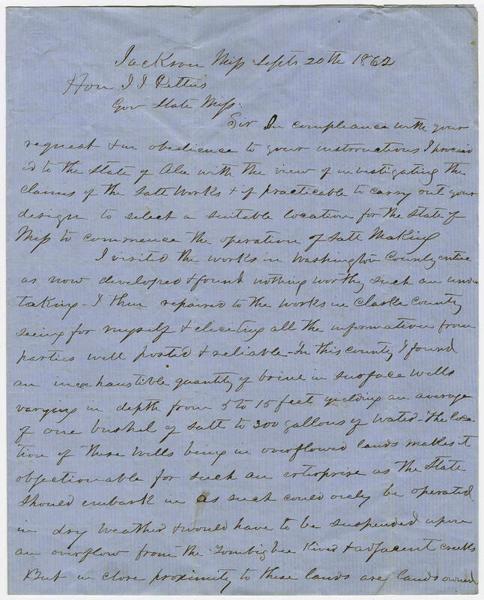 Jackson Miss Sept 20th 1862
Hon J J Pettus
Gov State Miss.
Sir In compliance with your
request & in obedience to your instructions I proceed
ed to the State of Ala with the view of investigating the
claims of the Salt Works & if practicable to carry out your
designs to select a suitable location for the State of
Miss to commence the operation of Salt Making
I visited the works in Washington County
as now developed & found nothing worthy such an under
taking. I then repaired to the works in Clarke County
seeing for myself & eliciting all the information from
parties well posted & reliable – In this county I found
an inexhaustible quantity of brine in surface wells
varying in depth from 5 to 15 feet yielding an average
of one bushel of salt to 300 gallons of water. The loca
tion of these wells being in overflowed lands makes it
objectionable for such an enterprise as the State
should embark in as such could only be operated
in dry weather & would have to be suspended upon
an overflow from the Tombigbee River & adjacent creeks
But in close proximity to these lands are lands owned